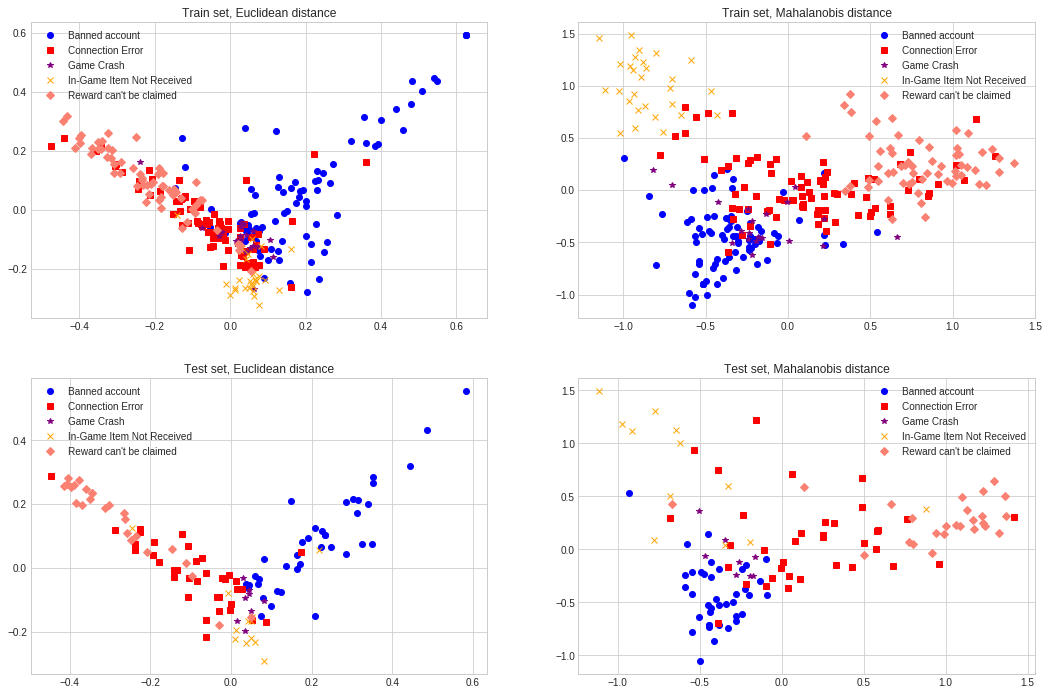 Train set, Euclidean distance
Banned account
Connection Error
Game Crash
In-Game Item Not Received
Reward can't be claimed
0.6
0.4
0.2
0.0
−0.2
−0.4 −0.2 0.0 0.2 0.4 0.6
Train set, Mahalanobis distance
Banned account
Connection Error
Game Crash
In-Game Item Not Received
Reward can't be claimed
1.5
1.0
0.5
0.0
−0.5
−1.0
−1.0 −0.5 0.0 0.5 1.0 1.5
Test set, Euclidean distance
Banned account
Connection Error
Game Crash
In-Game Item Not Received
Reward can't be claimed
0.4
0.2
0.0
−0.2
−0.4 −0.2 0.0 0.2 0.4 0.6
Test set, Mahalanobis distance
Banned account
Connection Error
Game Crash
In-Game Item Not Received
Reward can't be claimed
1.5
1.0
0.5
0.0
−0.5
−1.0
−1.0 −0.5 0.0 0.5 1.0 1.5